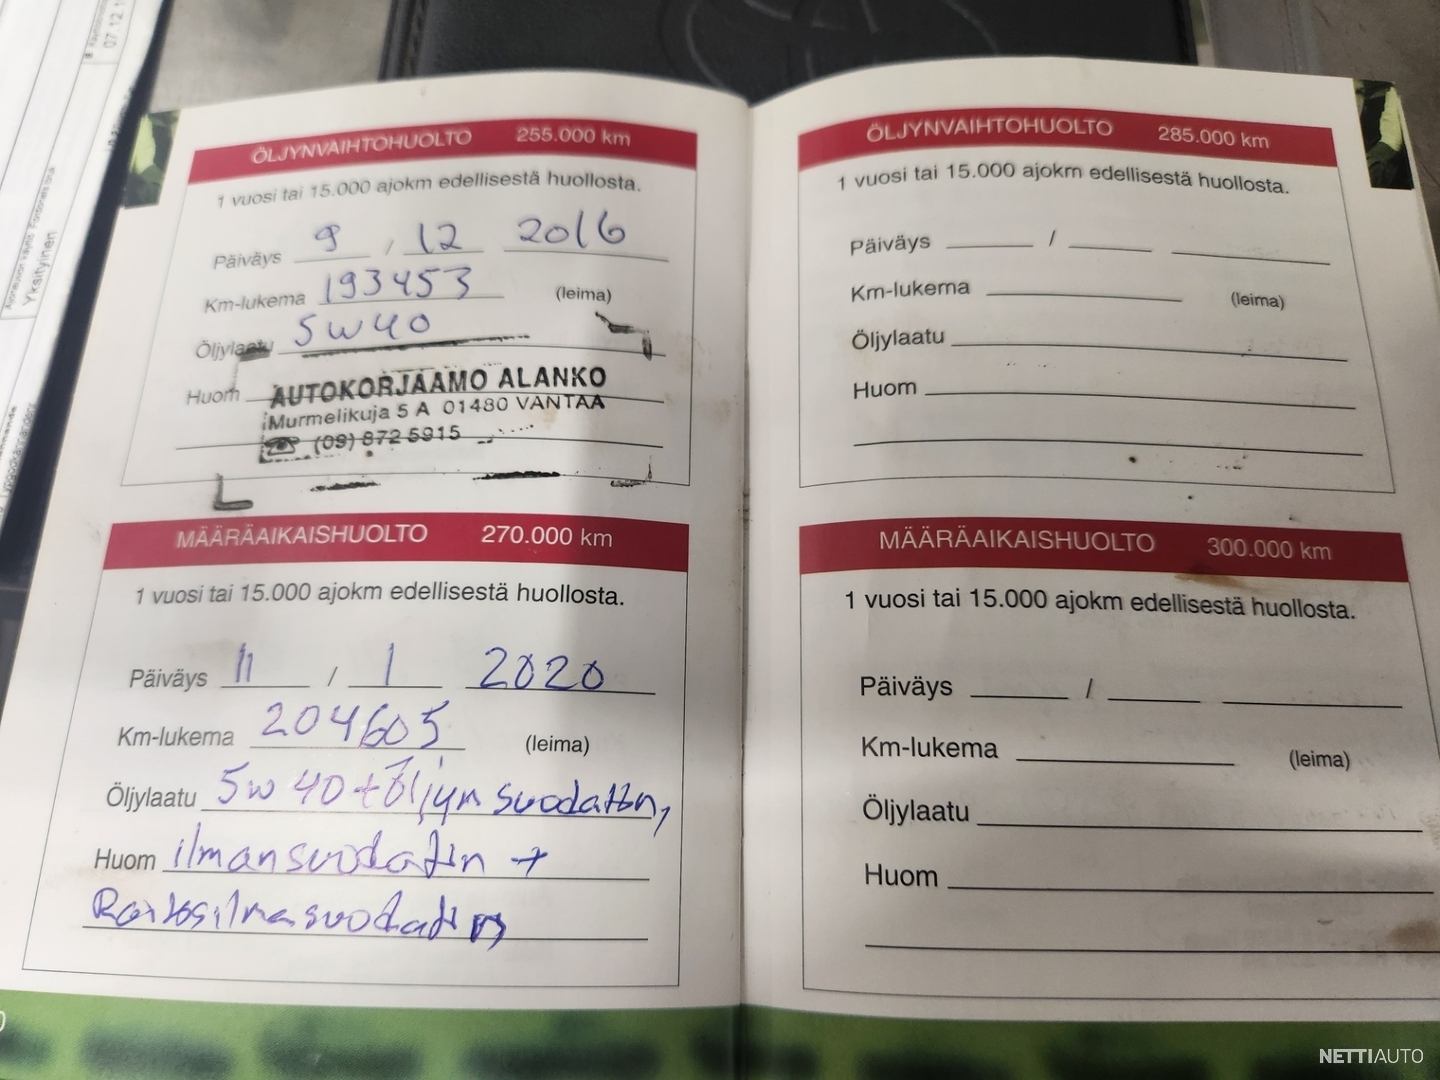 ÖLJYNVAIHTOHUOLTO 255.000 km
1 vuosi tai 15.000 ajokm edellisestä huollosta.
Päiväys 9 / 12 2016
Km-lukema 193453 (leima)
Öljylaatu 5W40
Huom
AUTOKORJAAMO ALANKO
Murmelikuja 5 A 01480 VANTAA
☎ (09) 872 5915
MÄÄRÄAIKAISHUOLTO 270.000 km
1 vuosi tai 15.000 ajokm edellisestä huollosta.
Päiväys 11 / 1 2020
Km-lukema 204605 (leima)
Öljylaatu 5w 40 + öljyn suodatin,
Huom ilmansuodatin +
Raitisilmasuodatin
ÖLJYNVAIHTOHUOLTO 285.000 km
1 vuosi tai 15.000 ajokm edellisestä huollosta.
Päiväys /
Km-lukema (leima)
Öljylaatu
Huom
MÄÄRÄAIKAISHUOLTO 300.000 km
1 vuosi tai 15.000 ajokm edellisestä huollosta.
Päiväys /
Km-lukema (leima)
Öljylaatu
Huom
Yksityinen
07.12.1
NETTIAUTO